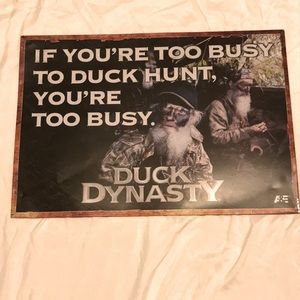 IF YOU'RE TOO BUSY
TO DUCK HUNT,
YOU'RE
TOO BUSY.
DUCK
DYNASTY
A&E